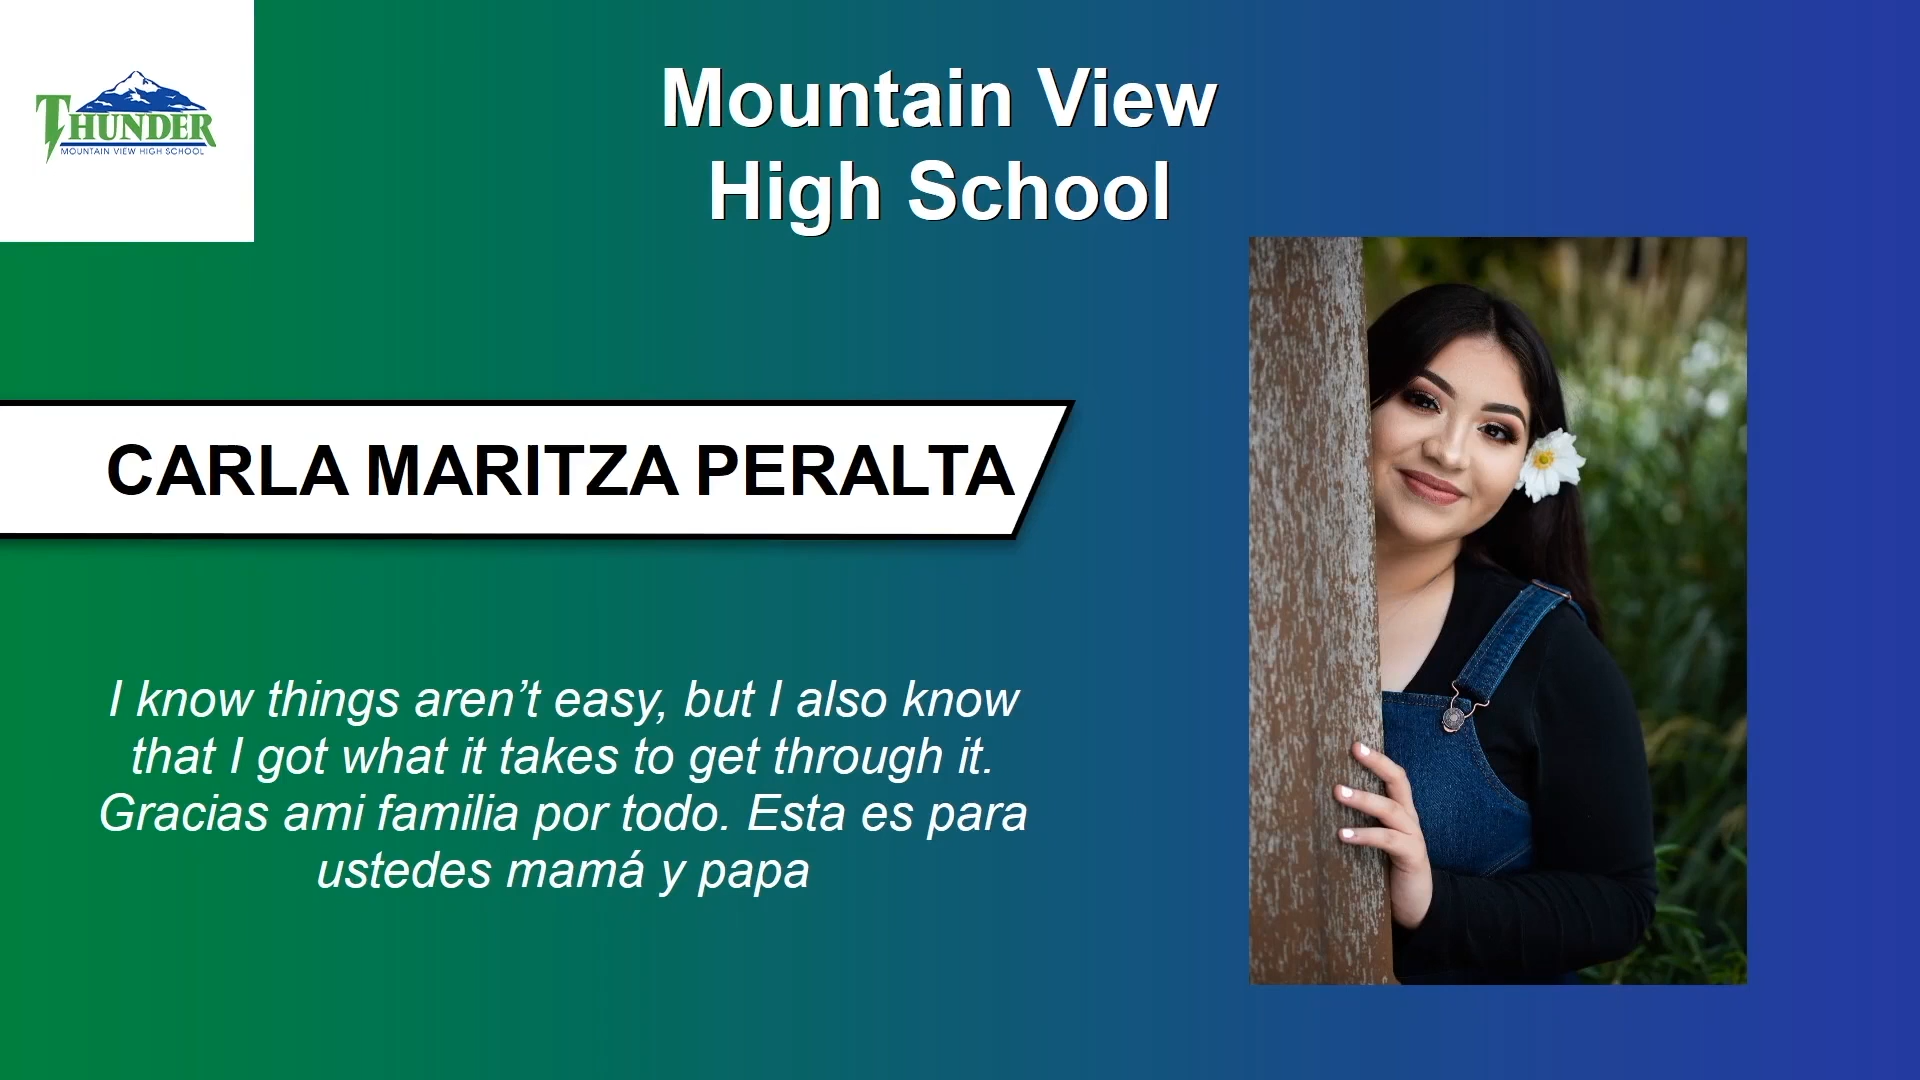 THUNDER
MOUNTAIN VIEW HIGH SCHOOL
Mountain View
High School
CARLA MARITZA PERALTA
I know things aren’t easy, but I also know
that I got what it takes to get through it.
Gracias ami familia por todo. Esta es para
ustedes mamá y papa